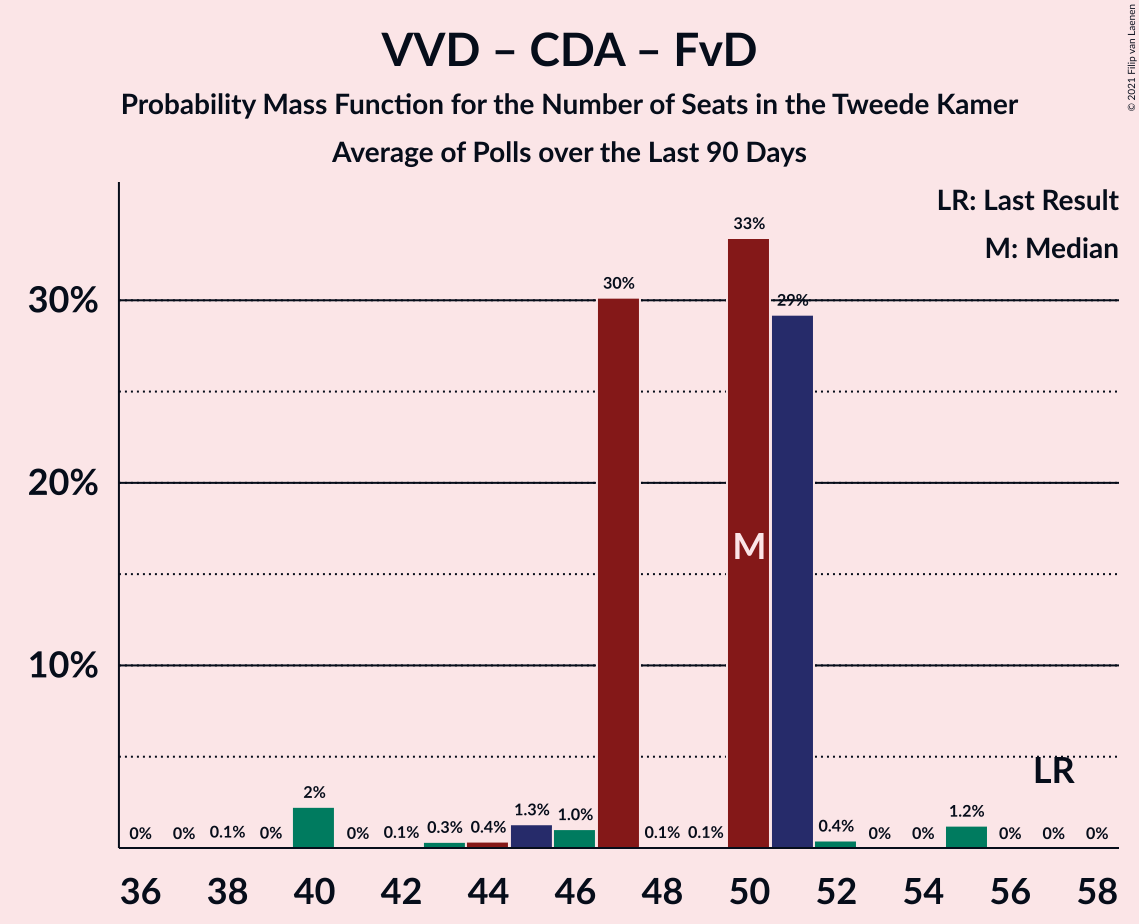 VVD – CDA – FvD
Probability Mass Function for the Number of Seats in the Tweede Kamer
Average of Polls over the Last 90 Days
© 2021 Filip van Laenen
LR: Last Result
M: Median
33%
30%
29%
30%
20%
M
10%
LR
2%
1.3%
1.2%
1.0%
0% 0% 0.1% 0% 0% 0.1% 0.3% 0.4% 0.1% 0.1% 0.4% 0% 0% 0% 0% 0%
36 38 40 42 44 46 48 50 52 54 56 58